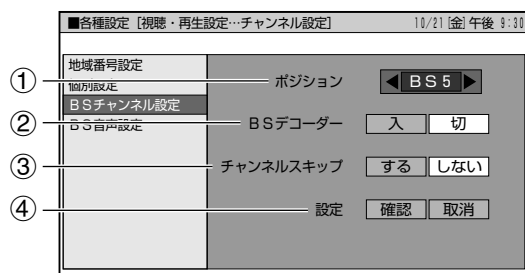 ■各種設定［視聴・再生設定…チャンネル設定］ 10/21[金]午後 9:30
地域番号設定
個別設定
BSチャンネル設定
BS音声設定
① ポジション ◀BS5▶
② BSデコーダー 入 切
③ チャンネルスキップ する しない
④ 設定 確認 取消